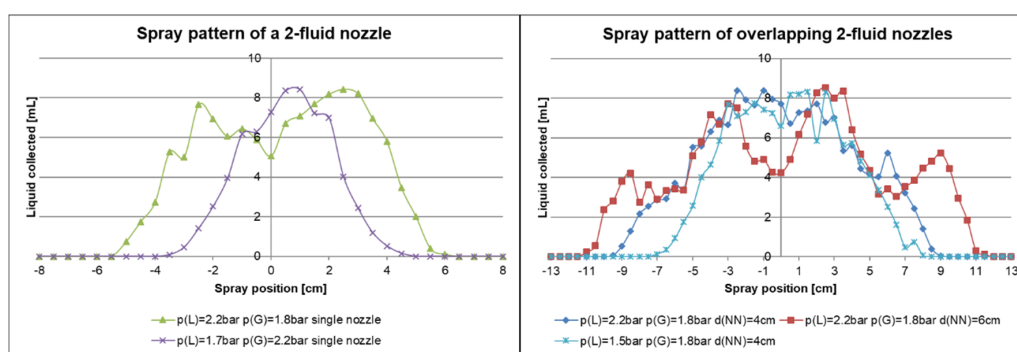 Spray pattern of a 2-fluid nozzle
10
8
6
4
2
0
Liquid collected [mL]
-8 -6 -4 -2 0 2 4 6 8
Spray position [cm]
p(L)=2.2bar p(G)=1.8bar single nozzle
p(L)=1.7bar p(G)=2.2bar single nozzle
Spray pattern of overlapping 2-fluid nozzles
10
8
6
4
2
0
Liquid collected [mL]
-13 -11 -9 -7 -5 -3 -1 1 3 5 7 9 11 13
Spray position [cm]
p(L)=2.2bar p(G)=1.8bar d(NN)=4cm p(L)=2.2bar p(G)=1.8bar d(NN)=6cm
p(L)=1.5bar p(G)=1.8bar d(NN)=4cm